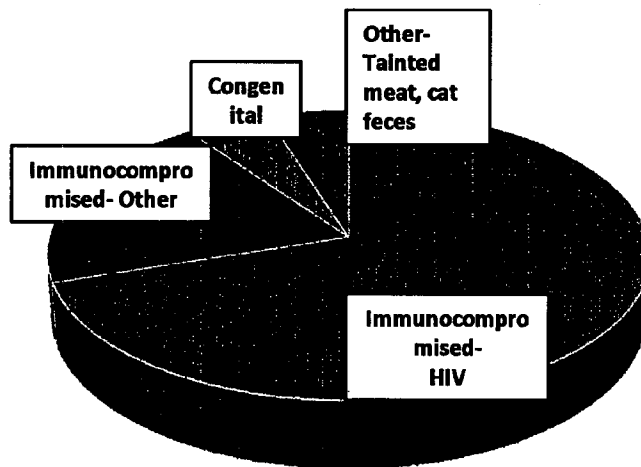 Other-
Tainted
meat, cat
feces
Congen
ital
Immunocompro
mised- Other
Immunocompro
mised-
HIV